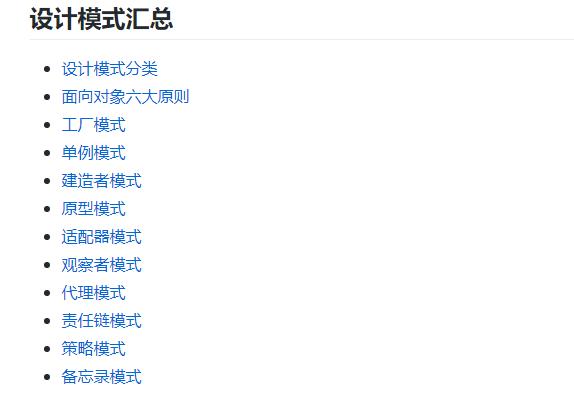 设计模式汇总
设计模式分类
面向对象六大原则
工厂模式
单例模式
建造者模式
原型模式
适配器模式
观察者模式
代理模式
责任链模式
策略模式
备忘录模式